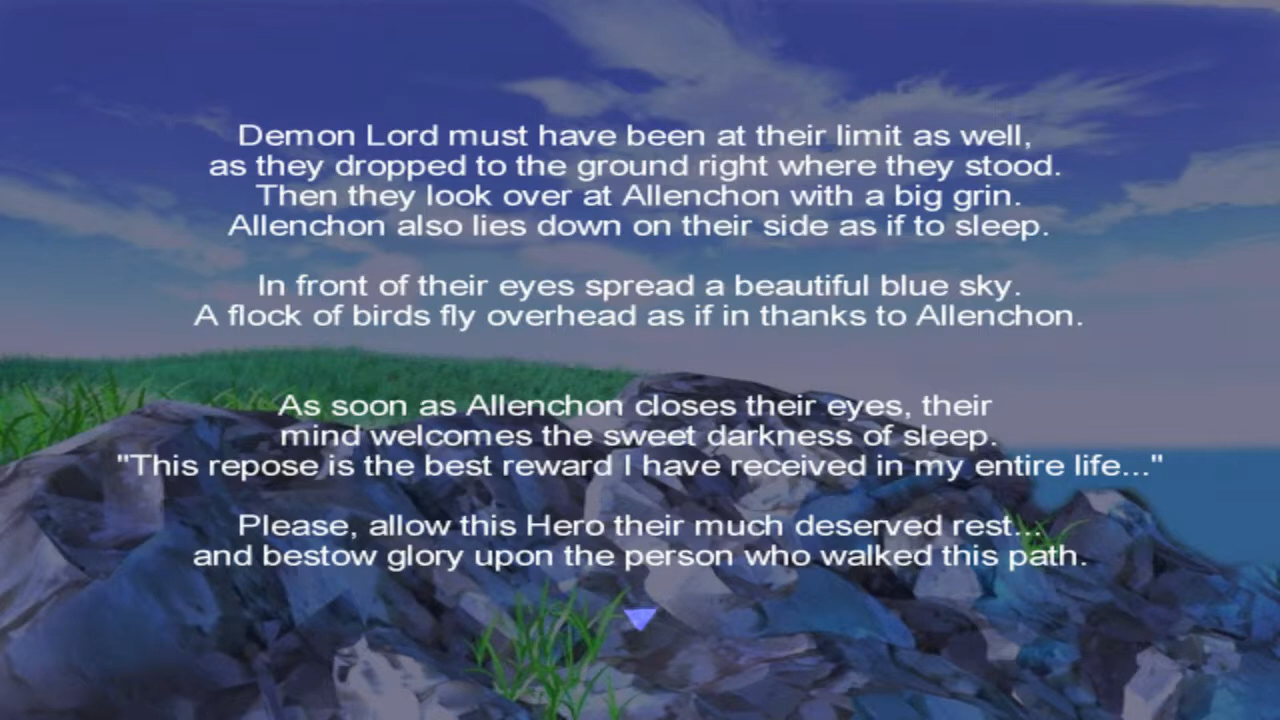 Demon Lord must have been at their limit as well,
as they dropped to the ground right where they stood.
Then they look over at Allenchon with a big grin.
Allenchon also lies down on their side as if to sleep.
In front of their eyes spread a beautiful blue sky.
A flock of birds fly overhead as if in thanks to Allenchon.
As soon as Allenchon closes their eyes, their
mind welcomes the sweet darkness of sleep.
"This repose is the best reward I have received in my entire life..."
Please, allow this Hero their much deserved rest...
and bestow glory upon the person who walked this path.